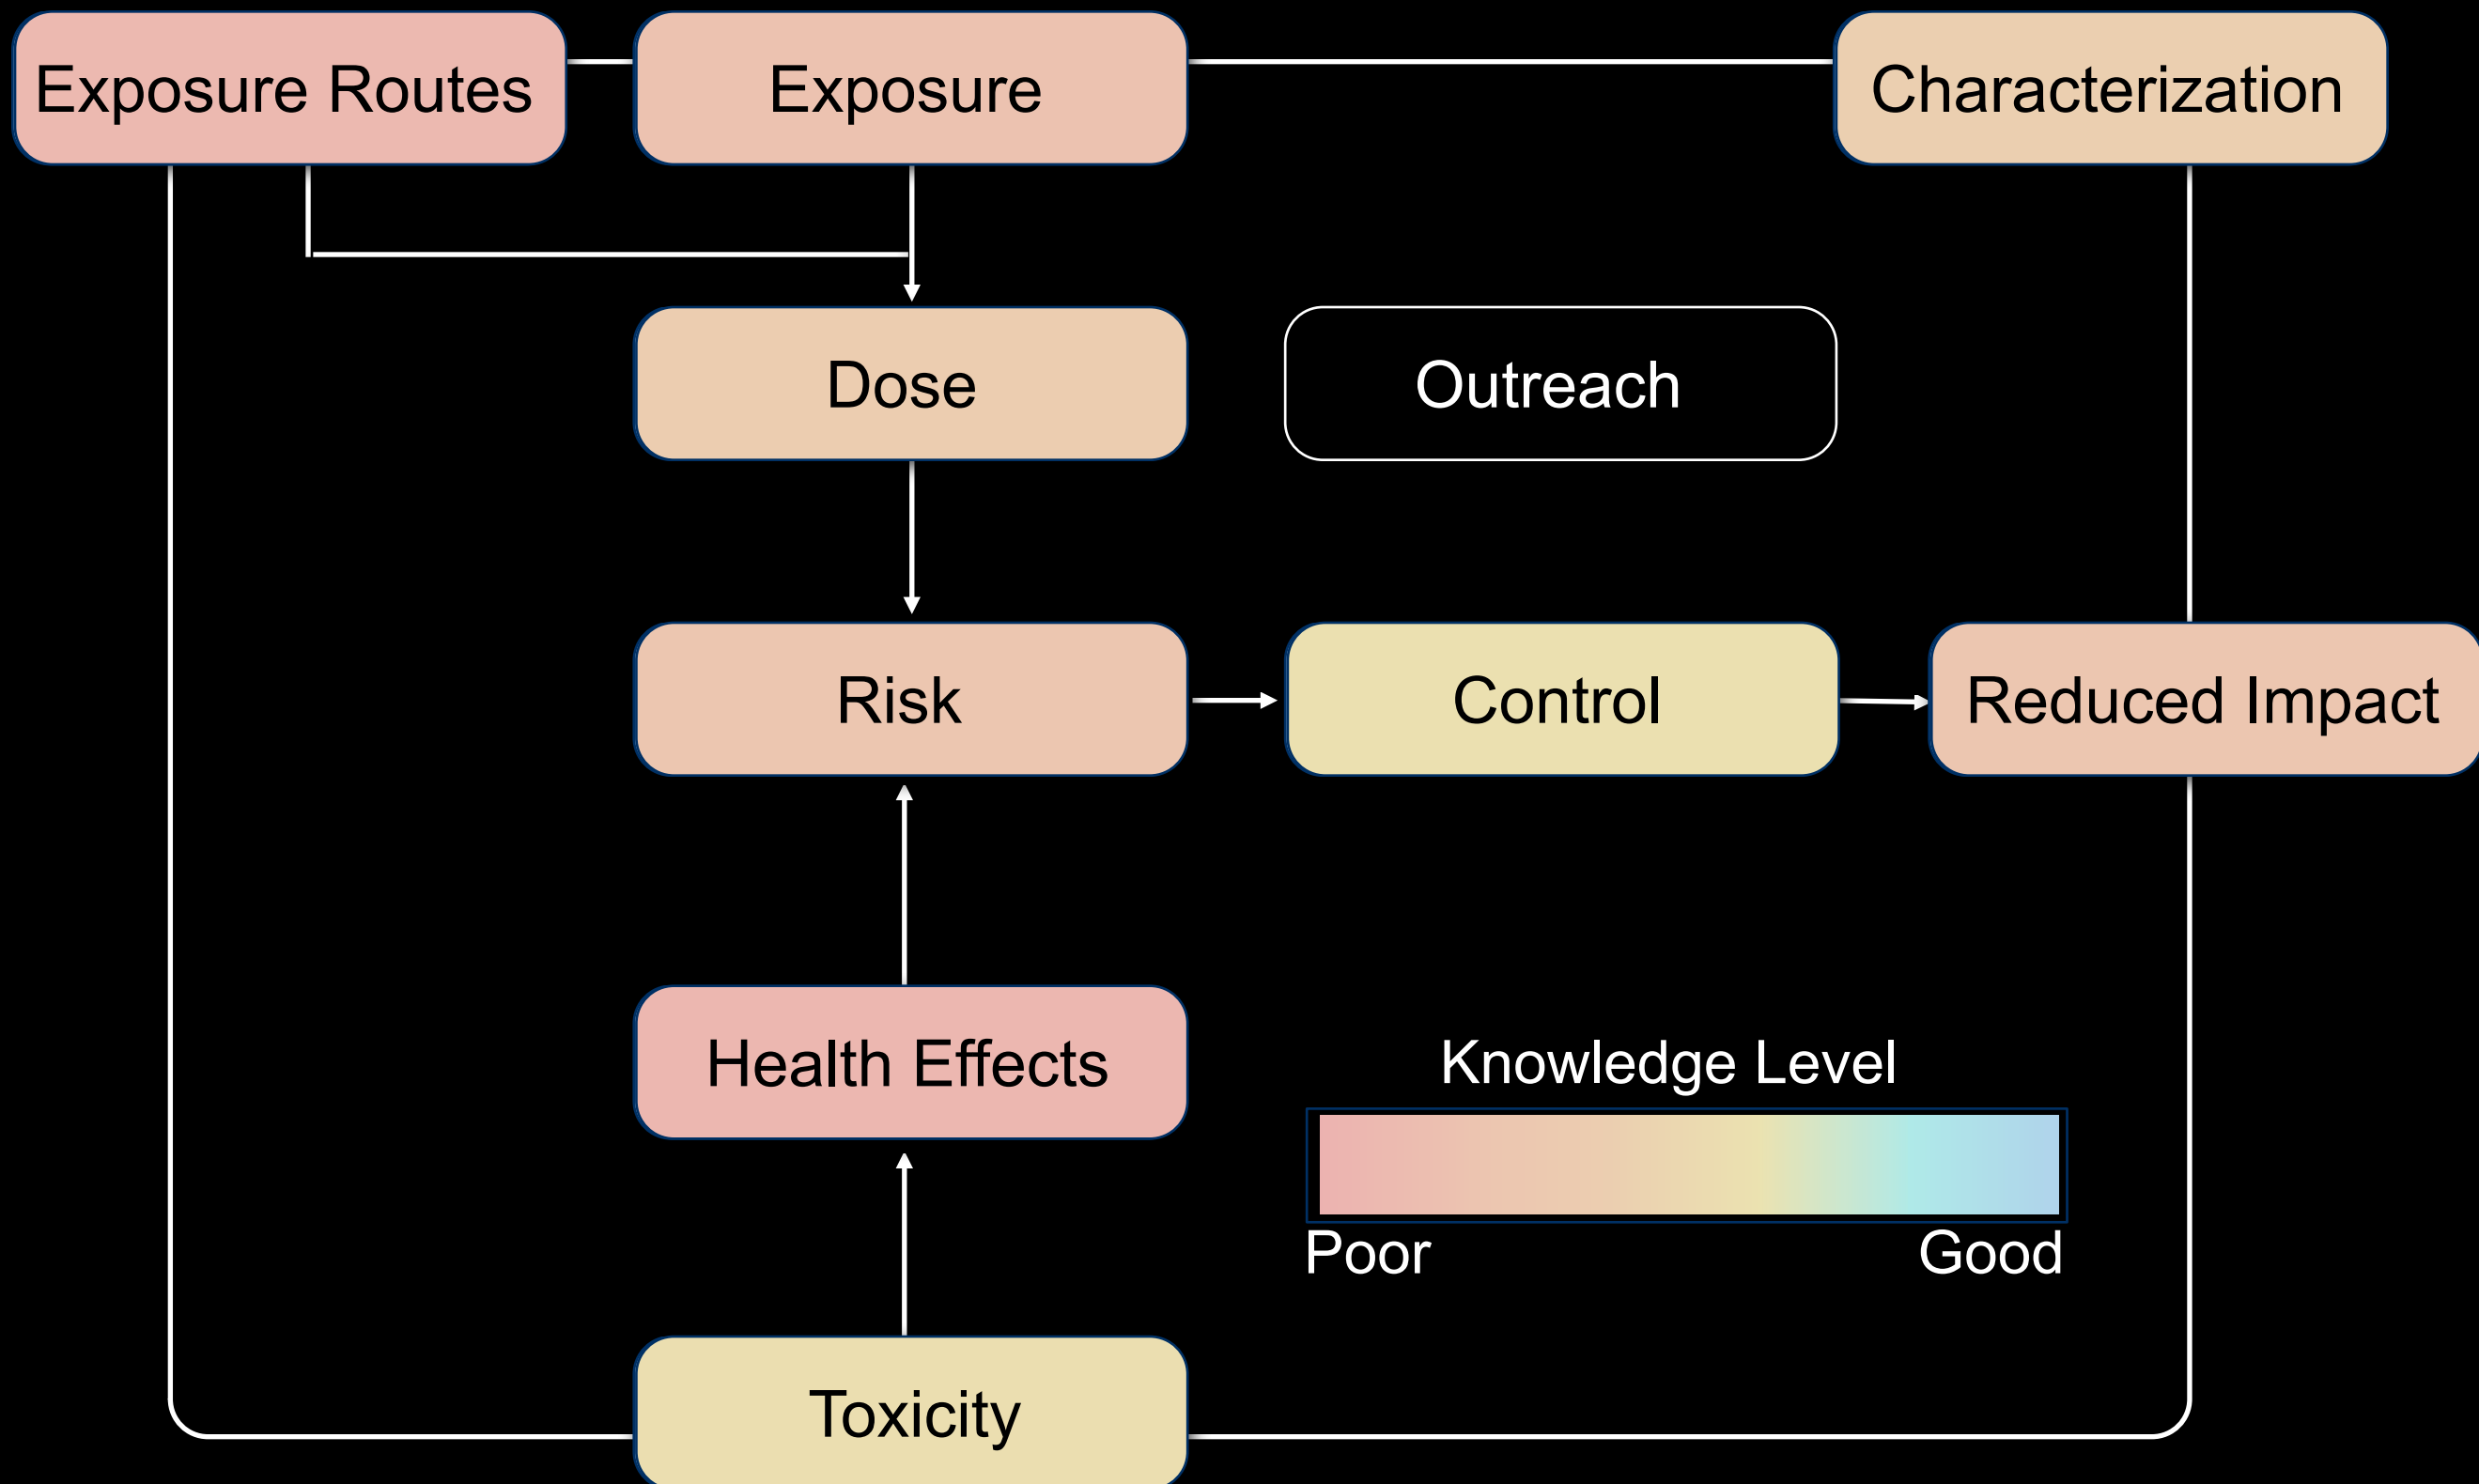 Exposure Routes
Exposure
Characterization
Dose
Outreach
Risk
Control
Reduced Impact
Health Effects
Knowledge Level
Poor
Good
Toxicity